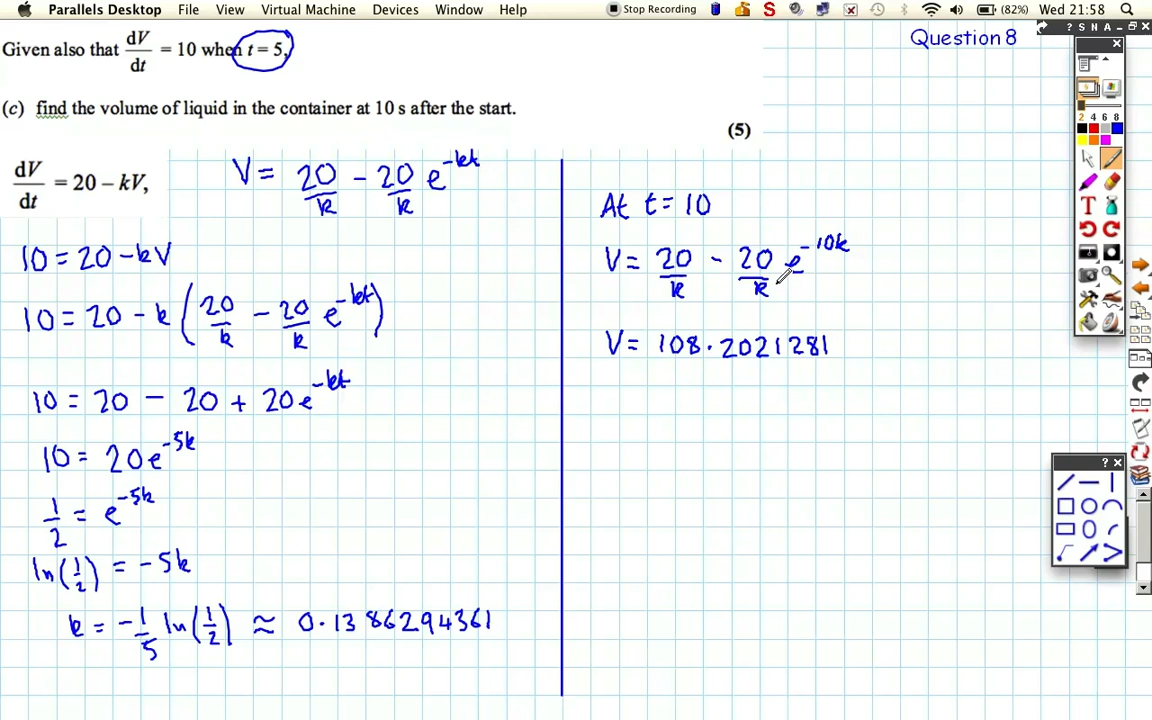 Parallels Desktop File View Virtual Machine Devices Window Help Stop Recording (82%) Wed 21:58
Question 8
Given also that dV/dt = 10 when t = 5,
(c) find the volume of liquid in the container at 10 s after the start.
(5)
dV/dt = 20 – kV,
V = 20/k - 20/k e^-kt
10 = 20 - kV
10 = 20 - k(20/k - 20/k e^-kt)
10 = 20 - 20 + 20e^-kt
10 = 20e^-5k
1/2 = e^-5k
ln(1/2) = -5k
k = -1/5 ln(1/2) ≈ 0.1386294361
At t = 10
V = 20/k - 20/k e^-10k
V = 108.2021281
? S N A
2 4 6 8
T
?